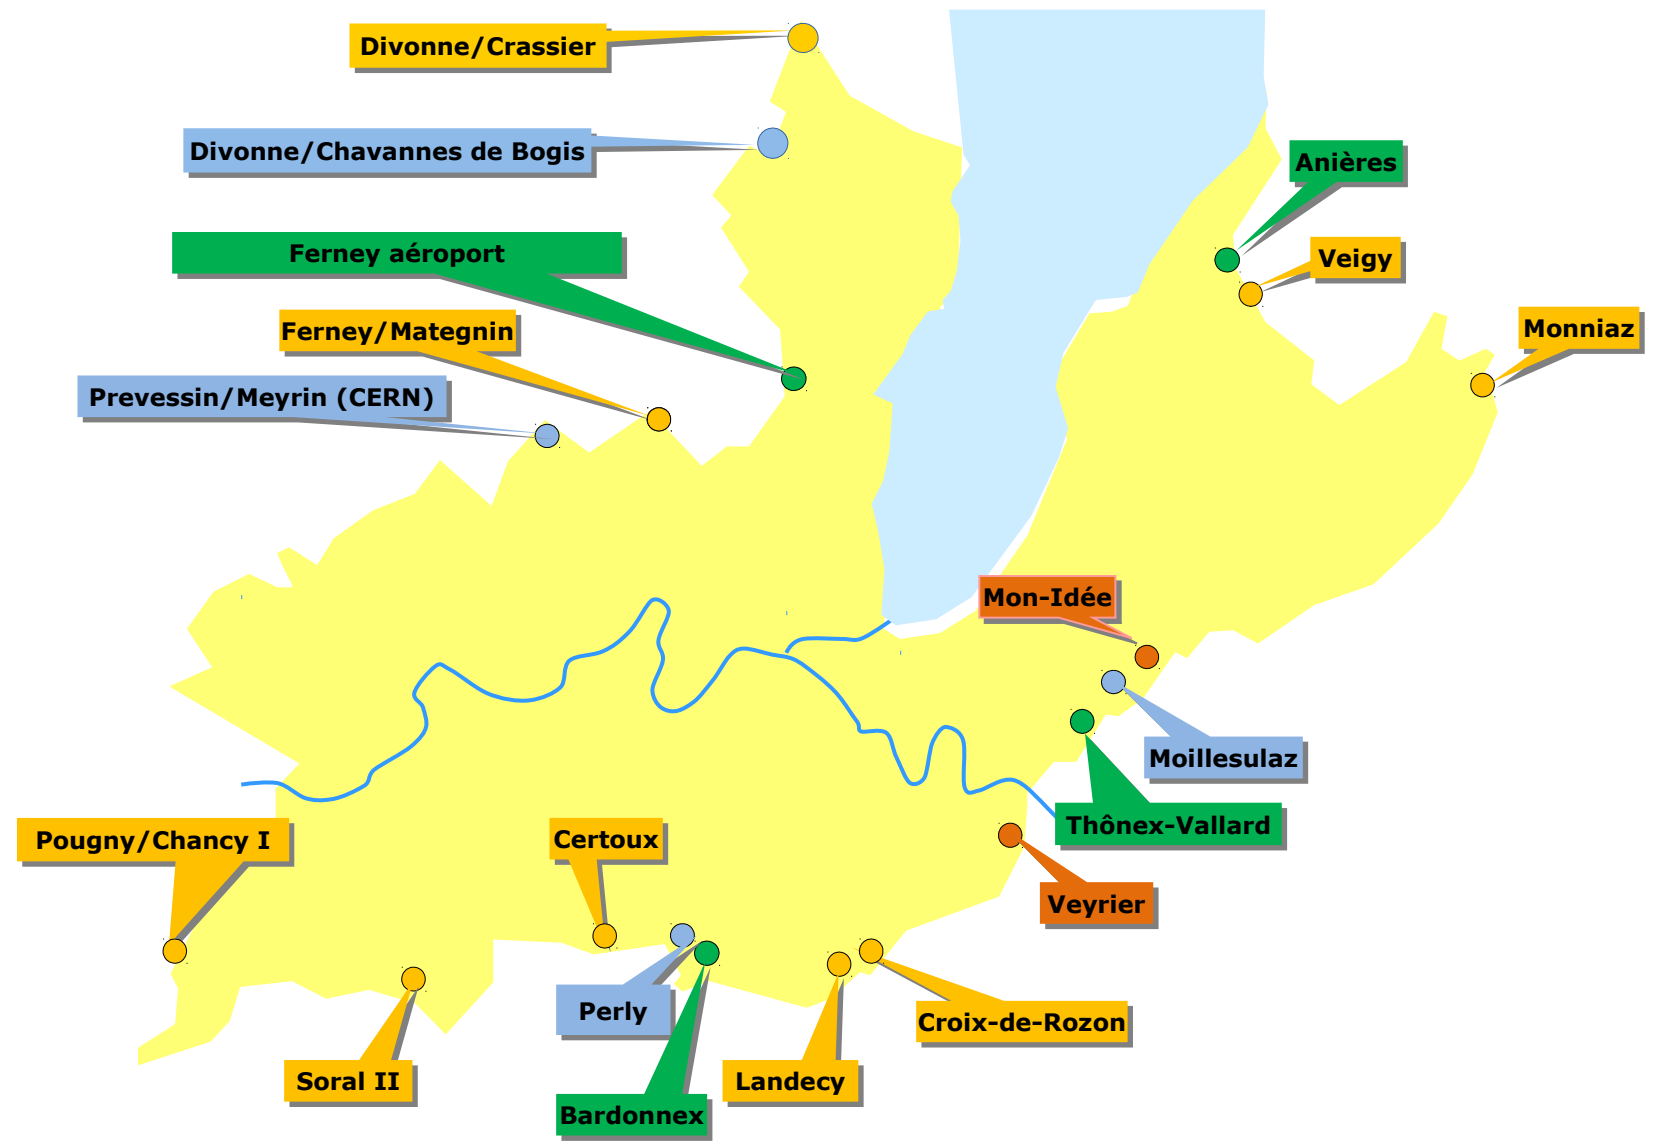 Divonne/Crassier
Divonne/Chavannes de Bogis
Anières
Ferney aéroport
Veigy
Ferney/Mategnin
Monniaz
Prevessin/Meyrin (CERN)
Mon-Idée
Moillesulaz
Thônex-Vallard
Pougny/Chancy I
Certoux
Veyrier
Perly
Croix-de-Rozon
Soral II
Landecy
Bardonnex